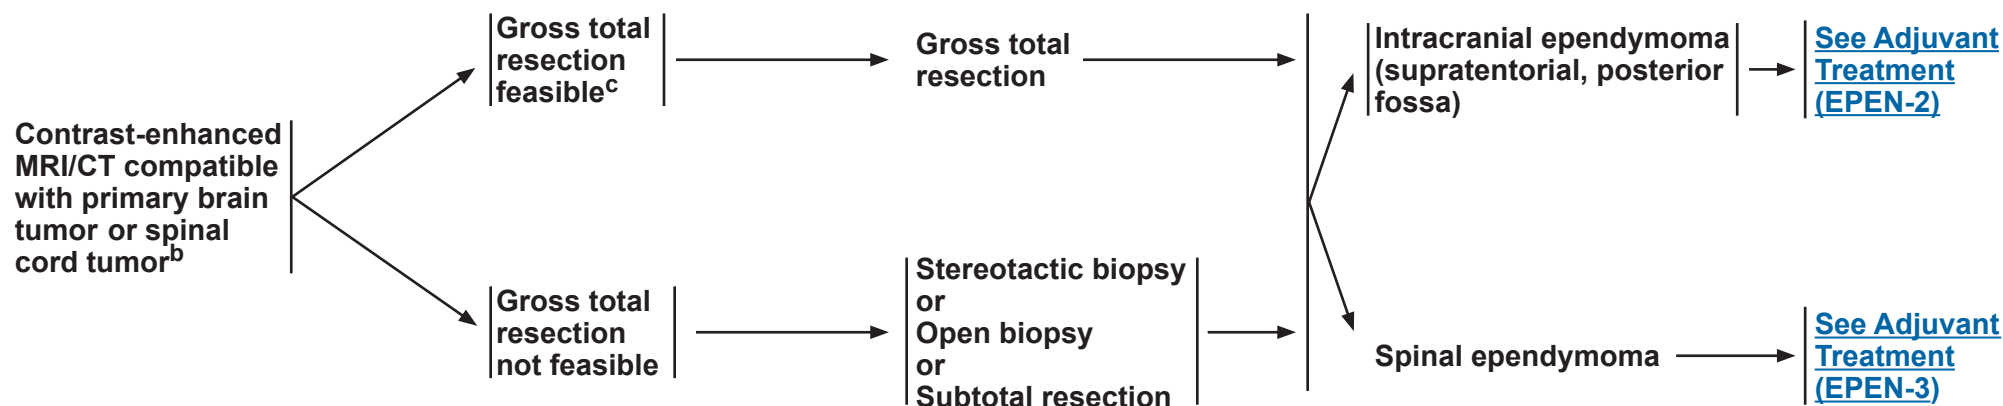 Contrast-enhanced
MRI/CT compatible
with primary brain
tumor or spinal
cord tumorb
Gross total
resection
feasiblec
Gross total
resection
Gross total
resection
not feasible
Stereotactic biopsy
or
Open biopsy
or
Subtotal resection
Intracranial ependymoma
(supratentorial, posterior
fossa)
See Adjuvant
Treatment
(EPEN-2)
Spinal ependymoma
See Adjuvant
Treatment
(EPEN-3)